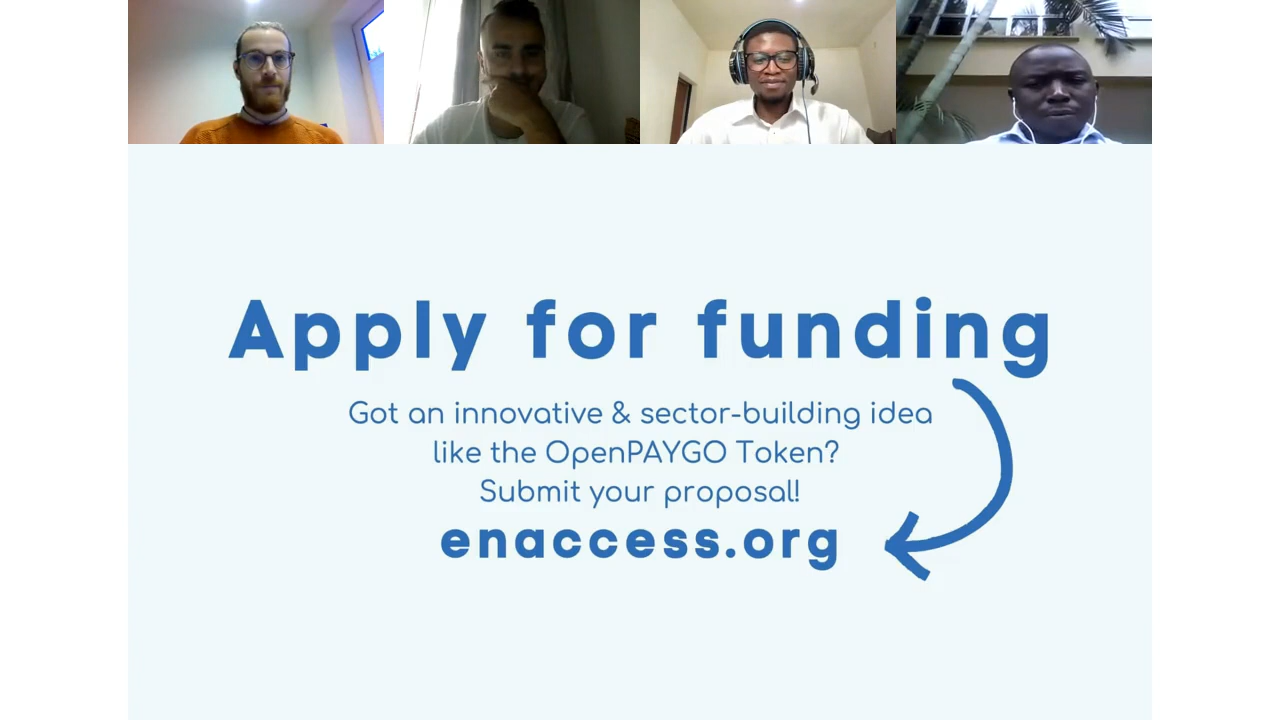 Apply for funding
Got an innovative & sector-building idea
like the OpenPAYGO Token?
Submit your proposal!
enaccess.org